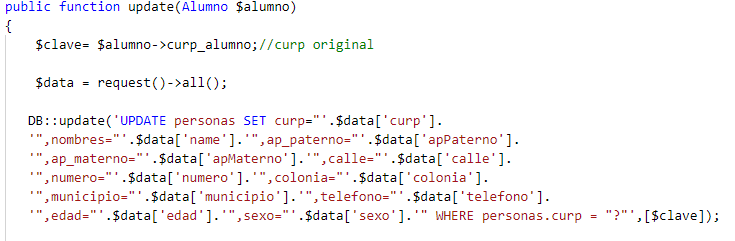 public function update(Alumno $alumno)
{
$clave= $alumno->curp_alumno;//curp original
$data = request()->all();
DB::update('UPDATE personas SET curp="'.$data['curp'].
'",nombres="'.$data['name'].'",ap_paterno="'.$data['apPaterno'].
'",ap_materno="'.$data['apMaterno'].'",calle="'.$data['calle'].
'",numero="'.$data['numero'].'",colonia="'.$data['colonia'].
'",municipio="'.$data['municipio'].'",telefono="'.$data['telefono'].
'",edad="'.$data['edad'].'",sexo="'.$data['sexo'].'" WHERE personas.curp = "?"',[$clave]);